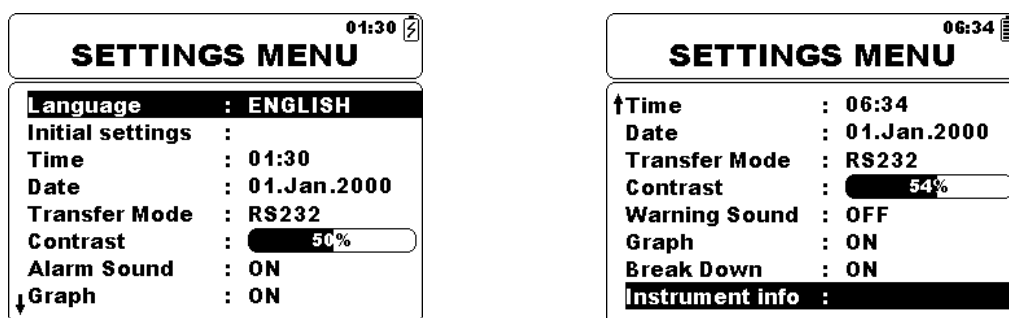 01:30
SETTINGS MENU
Language : ENGLISH
Initial settings :
Time : 01:30
Date : 01.Jan.2000
Transfer Mode : RS232
Contrast : 50%
Alarm Sound : ON
Graph : ON
06:34
SETTINGS MENU
Time : 06:34
Date : 01.Jan.2000
Transfer Mode : RS232
Contrast : 54%
Warning Sound : OFF
Graph : ON
Break Down : ON
Instrument info :